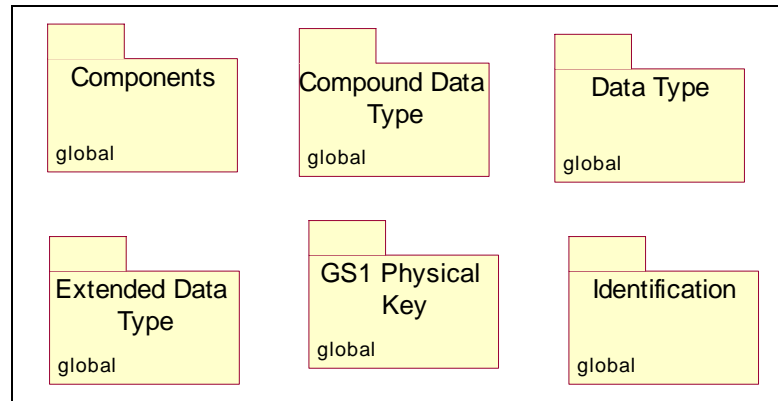 Components
global
Compound Data
Type
global
Data Type
global
Extended Data
Type
global
GS1 Physical
Key
global
Identification
global